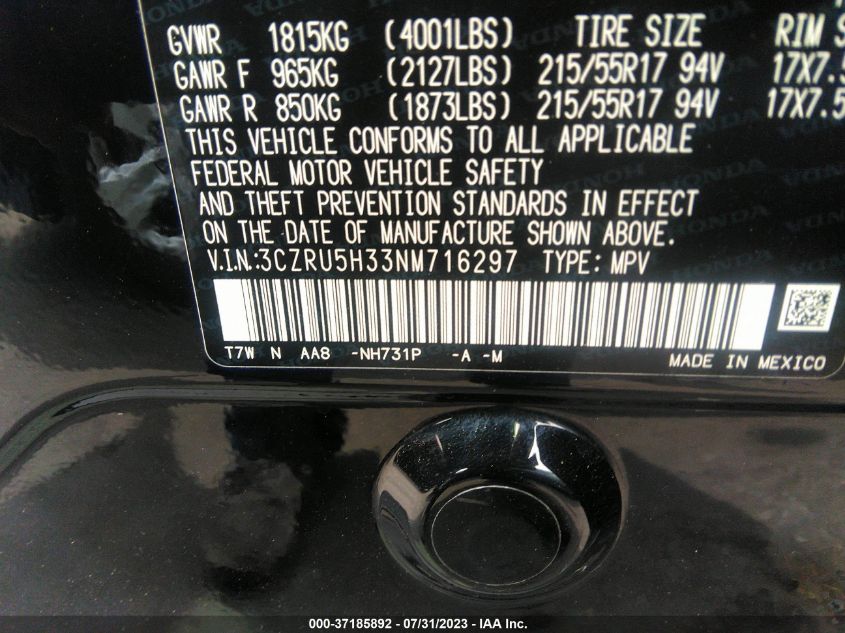 GVWR 1815KG (4001LBS) TIRE SIZE RIM
GAWR F 965KG (2127LBS) 215/55R17 94V 17X7.5
GAWR R 850KG (1873LBS) 215/55R17 94V 17X7.5
THIS VEHICLE CONFORMS TO ALL APPLICABLE
FEDERAL MOTOR VEHICLE SAFETY
AND THEFT PREVENTION STANDARDS IN EFFECT
ON THE DATE OF MANUFACTURE SHOWN ABOVE.
V.I.N.:3CZRU5H33NM716297 TYPE: MPV
T7W N AA8 -NH731P -A -M
MADE IN MEXICO
000-37185892 / 07/31/2023 - IAA Inc.